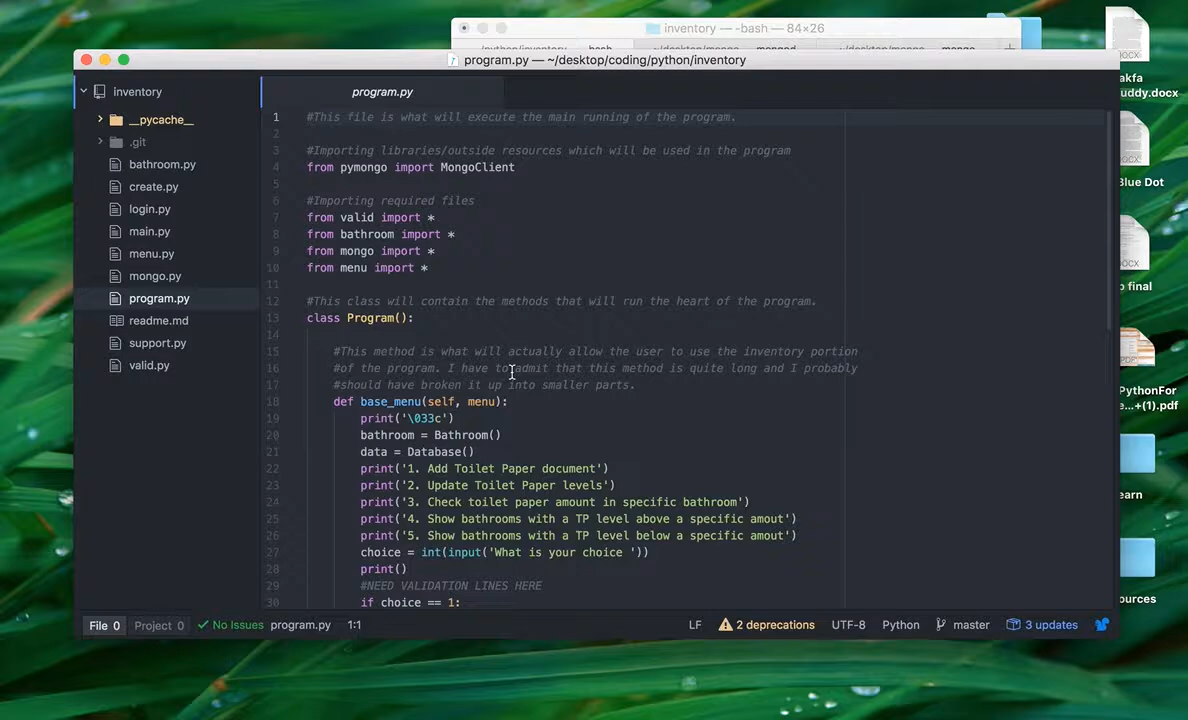 inventory — -bash — 84×26
program.py — ~/desktop/coding/python/inventory
inventory
__pycache__
.git
bathroom.py
create.py
login.py
main.py
menu.py
mongo.py
program.py
readme.md
support.py
valid.py
program.py
1 #This file is what will execute the main running of the program.
2
3 #Importing libraries/outside resources which will be used in the program
4 from pymongo import MongoClient
5
6 #Importing required files
7 from valid import *
8 from bathroom import *
9 from mongo import *
10 from menu import *
11
12 #This class will contain the methods that will run the heart of the program.
13 class Program():
14
15 #This method is what will actually allow the user to use the inventory portion
16 #of the program. I have to admit that this method is quite long and I probably
17 #should have broken it up into smaller parts.
18 def base_menu(self, menu):
19 print('\033c')
20 bathroom = Bathroom()
21 data = Database()
22 print('1. Add Toilet Paper document')
23 print('2. Update Toilet Paper levels')
24 print('3. Check toilet paper amount in specific bathroom')
25 print('4. Show bathrooms with a TP level above a specific amout')
26 print('5. Show bathrooms with a TP level below a specific amout')
27 choice = int(input('What is your choice '))
28 print()
29 #NEED VALIDATION LINES HERE
30 if choice == 1:
File 0 Project 0 No Issues program.py 1:1 LF 2 deprecations UTF-8 Python master 3 updates
DOCX
akfa
uddy.docx
DOCX
Blue Dot
DOCX
o final
PythonFor
e...+(1).pdf
earn
ources